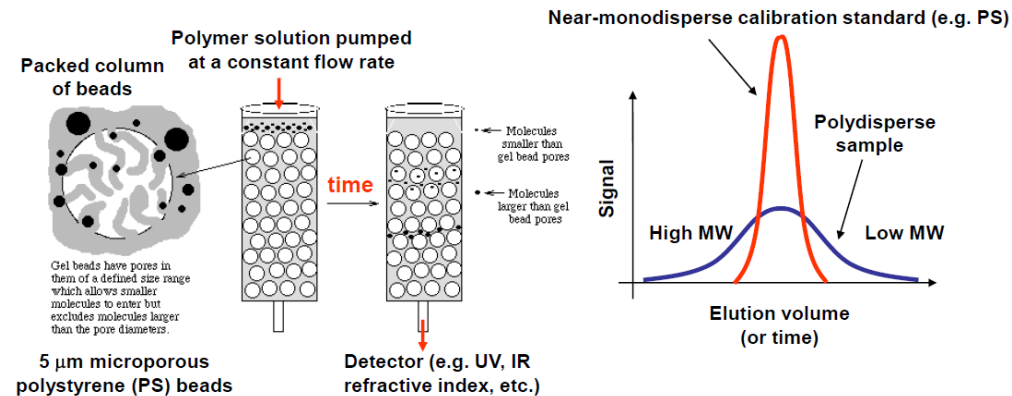 Packed column
of beads
Polymer solution pumped
at a constant flow rate
Molecules
smaller than
gel bead pores
time
Molecules
larger than gel
bead pores
Gel beads have pores in
them of a defined size range
which allows smaller
molecules to enter but
excludes molecules larger
than the pore diameters.
5 μm microporous
polystyrene (PS) beads
Detector (e.g. UV, IR
refractive index, etc.)
Near-monodisperse calibration standard (e.g. PS)
Polydisperse
sample
Signal
High MW
Low MW
Elution volume
(or time)